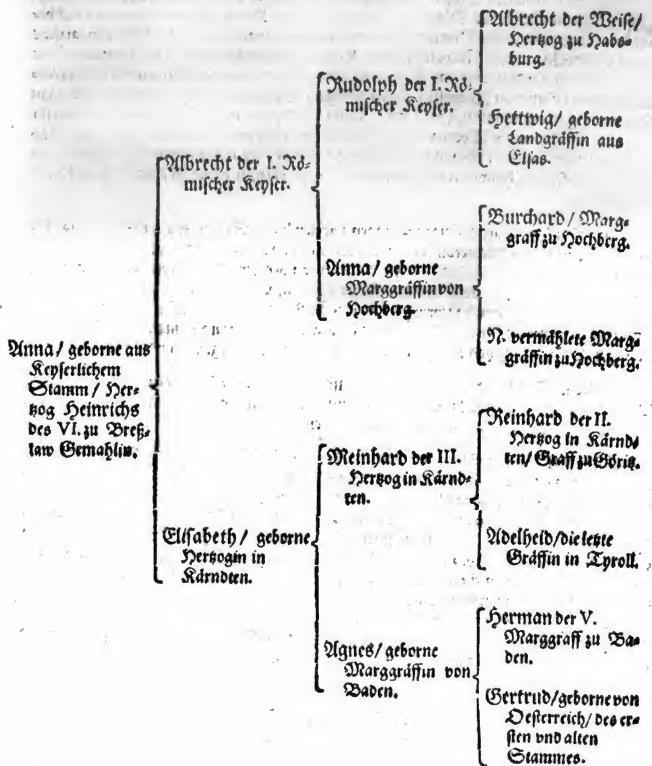 Anna/ geborne aus
Keyserlichem
Stamm/ Her-
tzog Heinrichs
des VI. zu Breß-
law Gemahlin.
Albrecht der I. Rö-
mischer Keyser.
Elisabeth/ geborne
Hertzogin in
Kärndten.
Rudolph der I. Rö-
mischer Keyser.
Anna/ geborne
Marggräffin von
Hochberg.
Meinhard der III.
Hertzog in Kärnd-
ten.
Agnes/ geborne
Marggräffin von
Baden.
Albrecht der Weise/
Hertzog zu Habs-
burg.
Hettwig/ geborne
Landgräffin aus
Elsas.
Burchard/ Marg-
graff zu Hochberg.
N. vermählete Marg-
gräffin zu Hochberg.
Reinhard der II.
Hertzog in Kärnd-
ten/ Graff zu Göritz.
Adelheid/ die letzte
Gräffin in Tyroll.
Herman der V.
Marggraff zu Ba-
den.
Gertrud/ geborne von
Oesterreich/ des er-
sten vnd alten
Stammes.